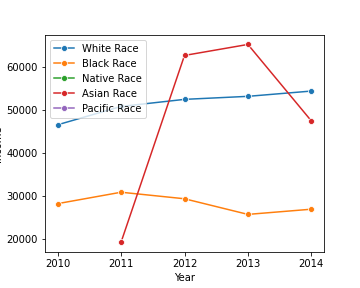 White Race
Black Race
Native Race
Asian Race
Pacific Race
60000
50000
40000
30000
20000
2010 2011 2012 2013 2014
Year